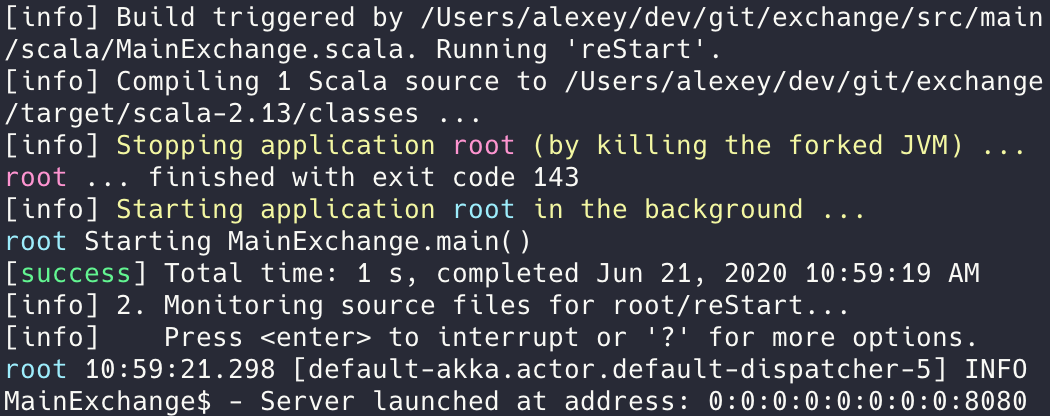 [info] Build triggered by /Users/alexey/dev/git/exchange/src/main
/scala/MainExchange.scala. Running 'reStart'.
[info] Compiling 1 Scala source to /Users/alexey/dev/git/exchange
/target/scala-2.13/classes ...
[info] Stopping application root (by killing the forked JVM) ...
root ... finished with exit code 143
[info] Starting application root in the background ...
root Starting MainExchange.main()
[success] Total time: 1 s, completed Jun 21, 2020 10:59:19 AM
[info] 2. Monitoring source files for root/reStart...
[info]    Press <enter> to interrupt or '?' for more options.
root 10:59:21.298 [default-akka.actor.default-dispatcher-5] INFO
MainExchange$ - Server launched at address: 0:0:0:0:0:0:0:0:8080